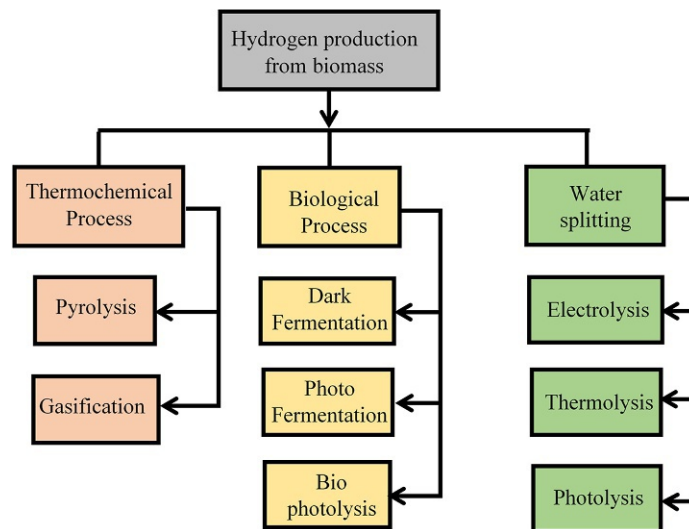 Hydrogen production
from biomass
Thermochemical
Process
Pyrolysis
Gasification
Biological
Process
Dark
Fermentation
Photo
Fermentation
Bio
photolysis
Water
splitting
Electrolysis
Thermolysis
Photolysis